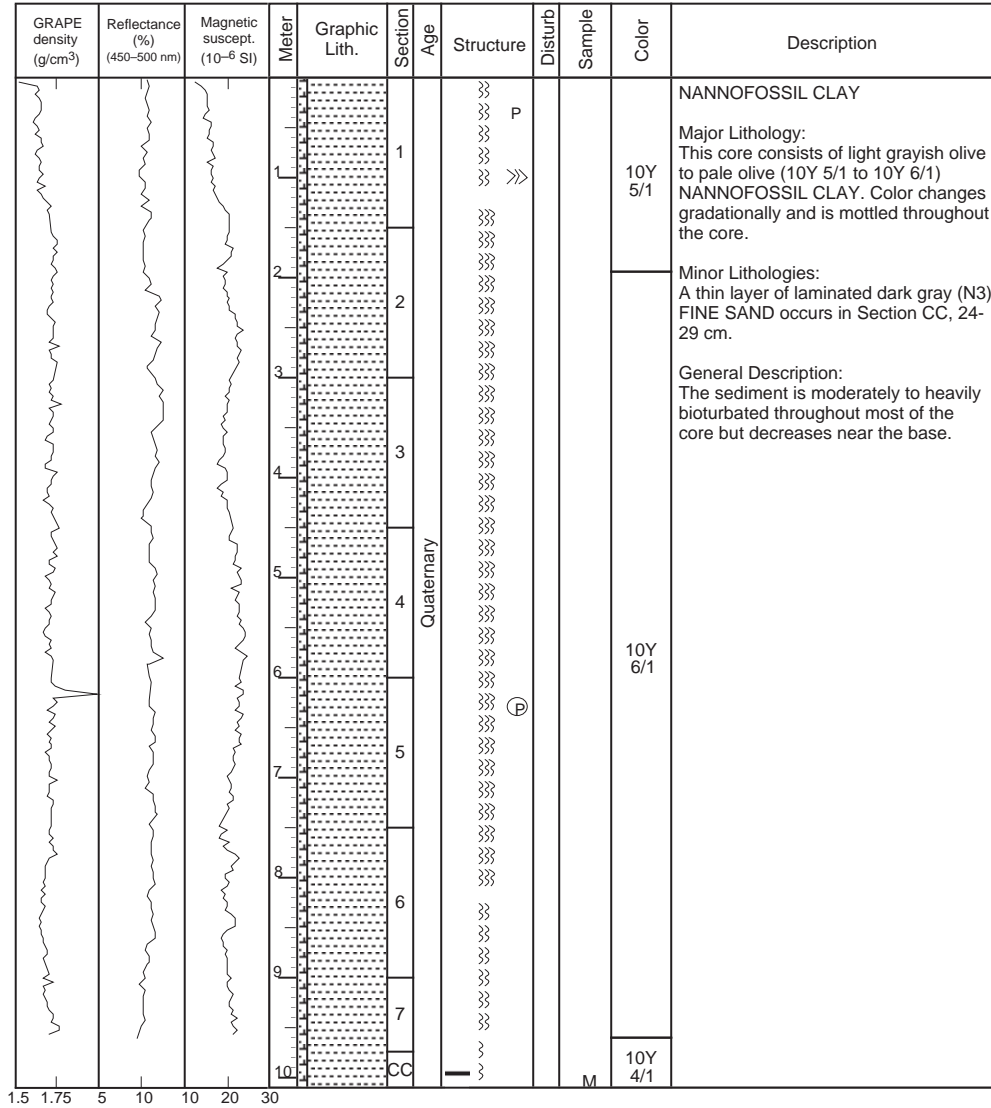 GRAPE
density
(g/cm3)
Reflectance
(%)
(450–500 nm)
Magnetic
suscept.
(10–6 SI)
Meter
Graphic
Lith.
Section
Age
Structure
Disturb
Sample
Color
Description
1
2
3
4
5
6
7
8
9
10
1
2
3
4
5
6
7
CC
Quaternary
P
P
M
10Y
5/1
10Y
6/1
10Y
4/1
NANNOFOSSIL CLAY
Major Lithology:
This core consists of light grayish olive
to pale olive (10Y 5/1 to 10Y 6/1)
NANNOFOSSIL CLAY. Color changes
gradationally and is mottled throughout
the core.
Minor Lithologies:
A thin layer of laminated dark gray (N3)
FINE SAND occurs in Section CC, 24-
29 cm.
General Description:
The sediment is moderately to heavily
bioturbated throughout most of the
core but decreases near the base.
1.5 1.75 5 10 10 20 30